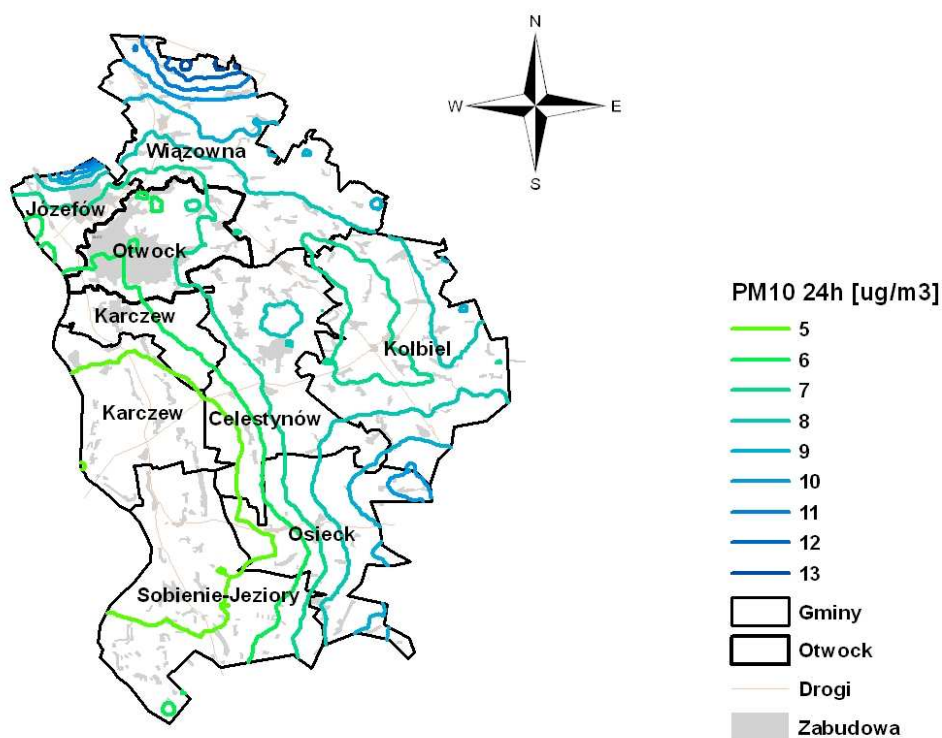 N
W
E
S
Wiązowna
Józefów
Otwock
Karczew
Kolbiel
Karczew
Celestynów
Osieck
Sobienie-Jeziory
PM10 24h [ug/m3]
5
6
7
8
9
10
11
12
13
Gminy
Otwock
Drogi
Zabudowa